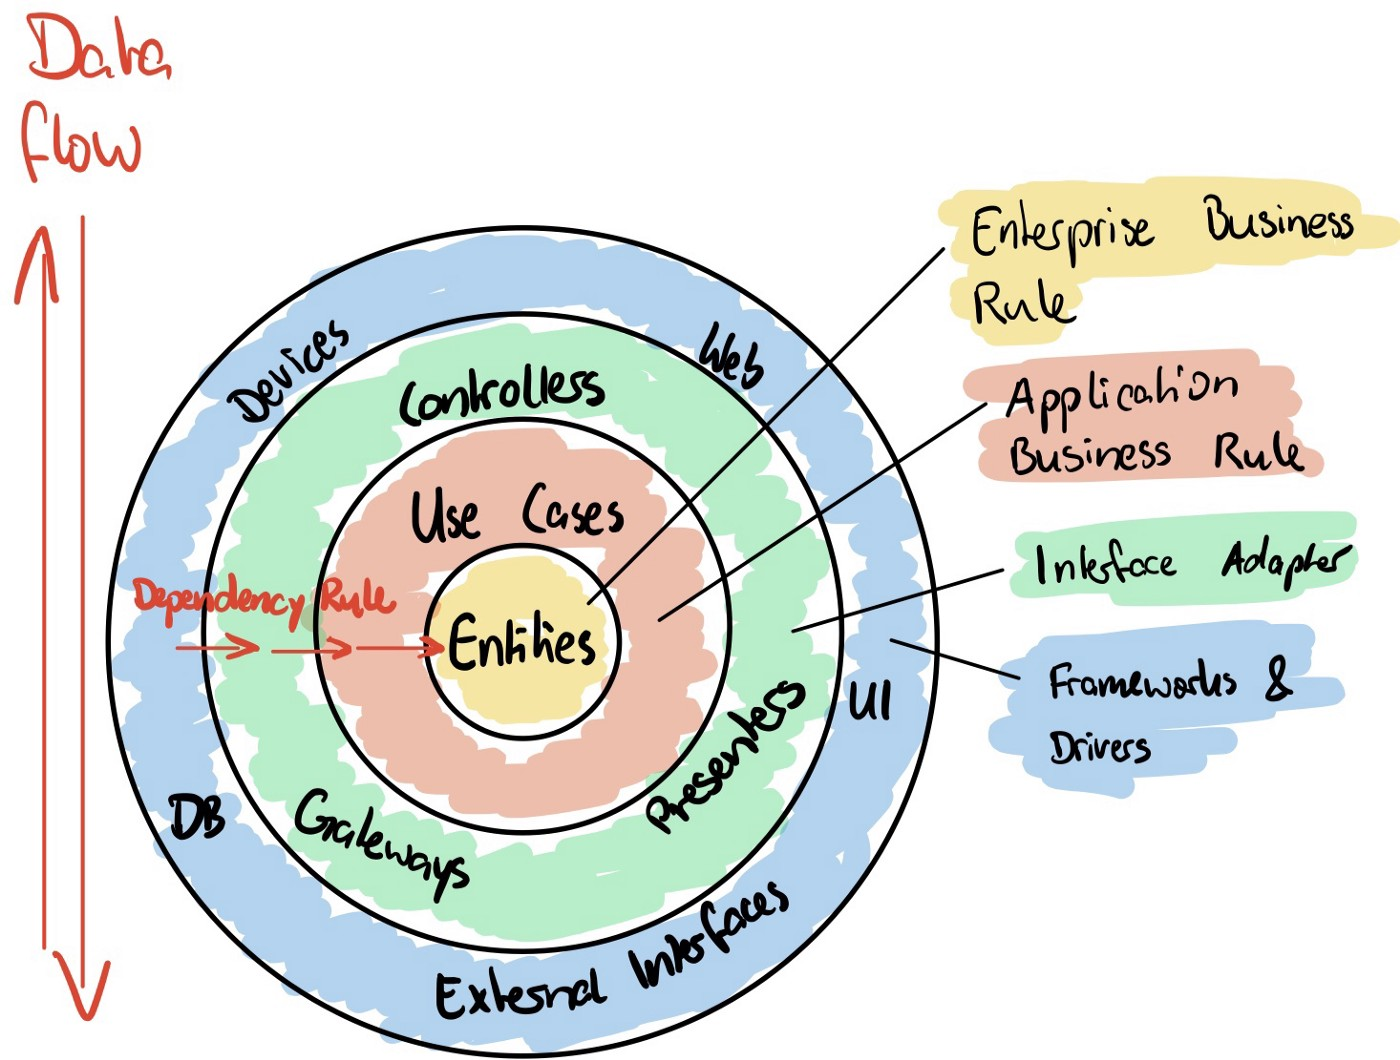 Data
flow
Enterprise Business
Rule
Application
Business Rule
Interface Adapter
Frameworks &
Drivers
Devices
Web
Controllers
Use Cases
Dependency Rule
Entities
UI
Presenters
DB
Gateways
External Interfaces